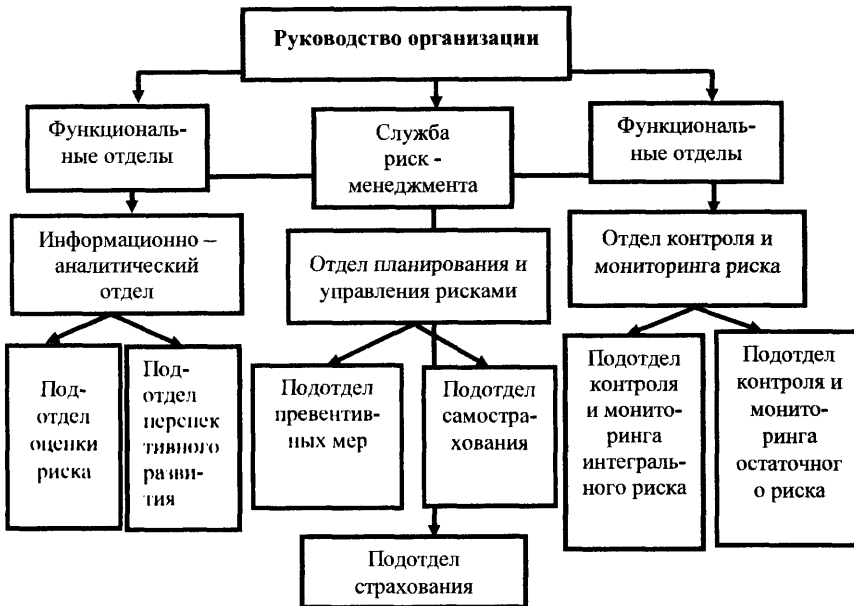 Руководство организации
Функциональ-
ные отделы
Служба
риск -
менеджмента
Функциональ-
ные отделы
Информационно –
аналитический
отдел
Отдел планирования и
управления рисками
Отдел контроля и
мониторинга риска
Под-
отдел
оценки
риска
Под-
отдел
перспек
тивного
разви-
тия
Подотдел
превентив-
ных мер
Подотдел
самостра-
хования
Подотдел
контроля
и монито-
ринга
интеграль-
ного риска
Подотдел
контроля и
монито-
ринга
остаточног
о риска
Подотдел
страхования